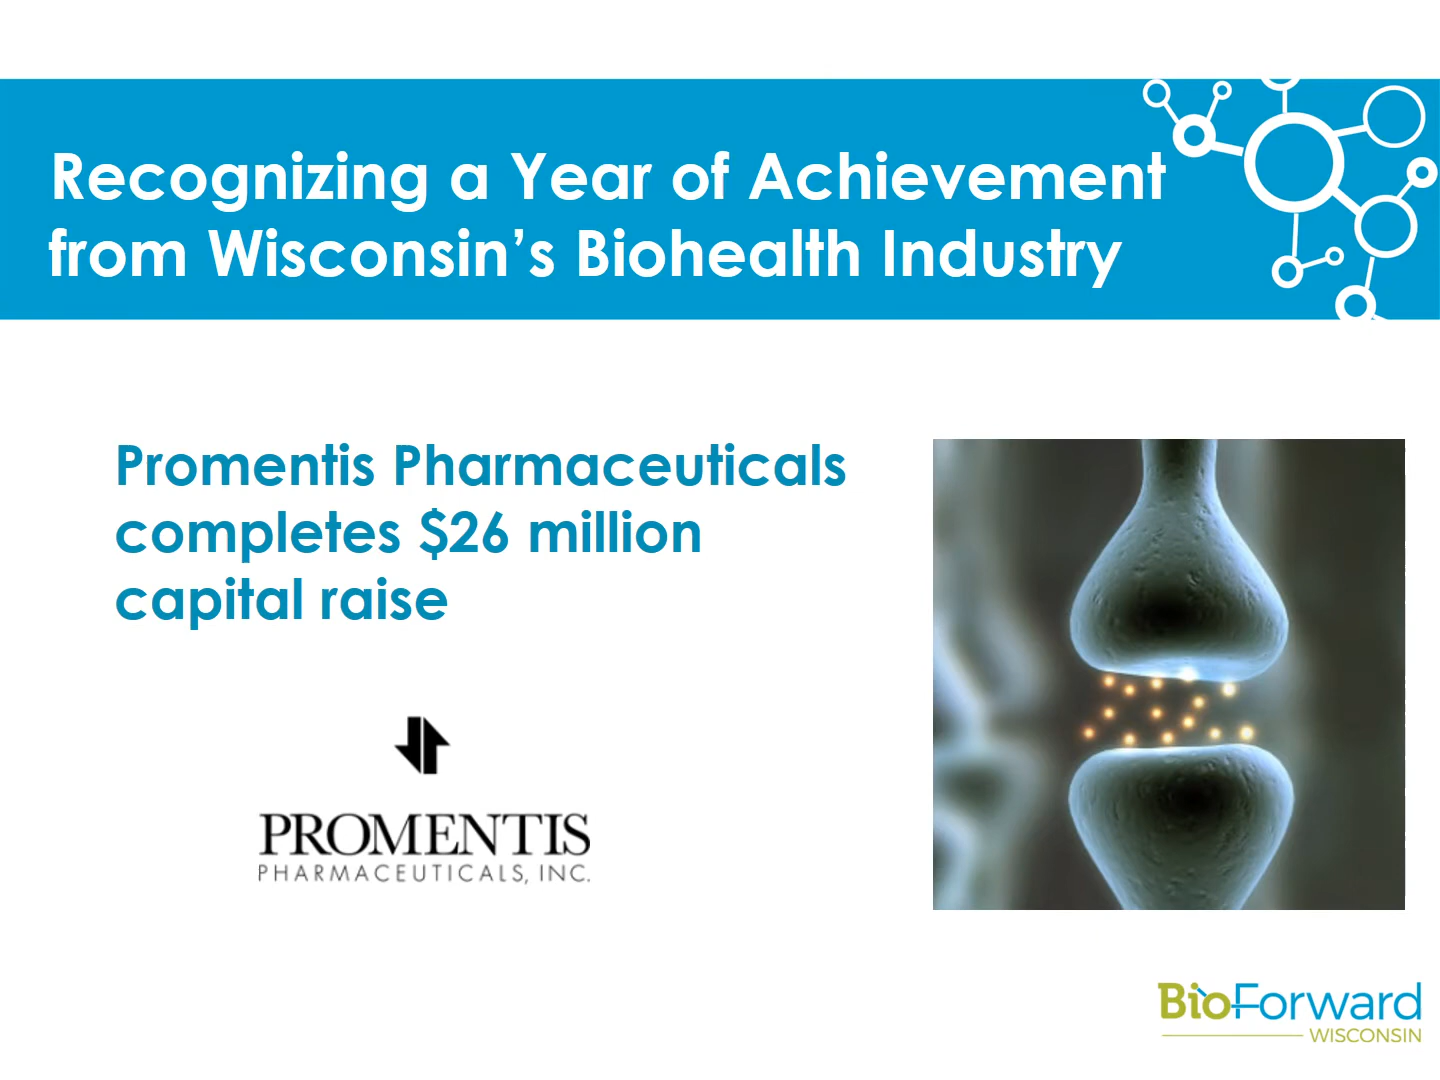 Recognizing a Year of Achievement
from Wisconsin’s Biohealth Industry
Promentis Pharmaceuticals
completes $26 million
capital raise
PROMENTIS
PHARMACEUTICALS, INC.
BioForward
WISCONSIN